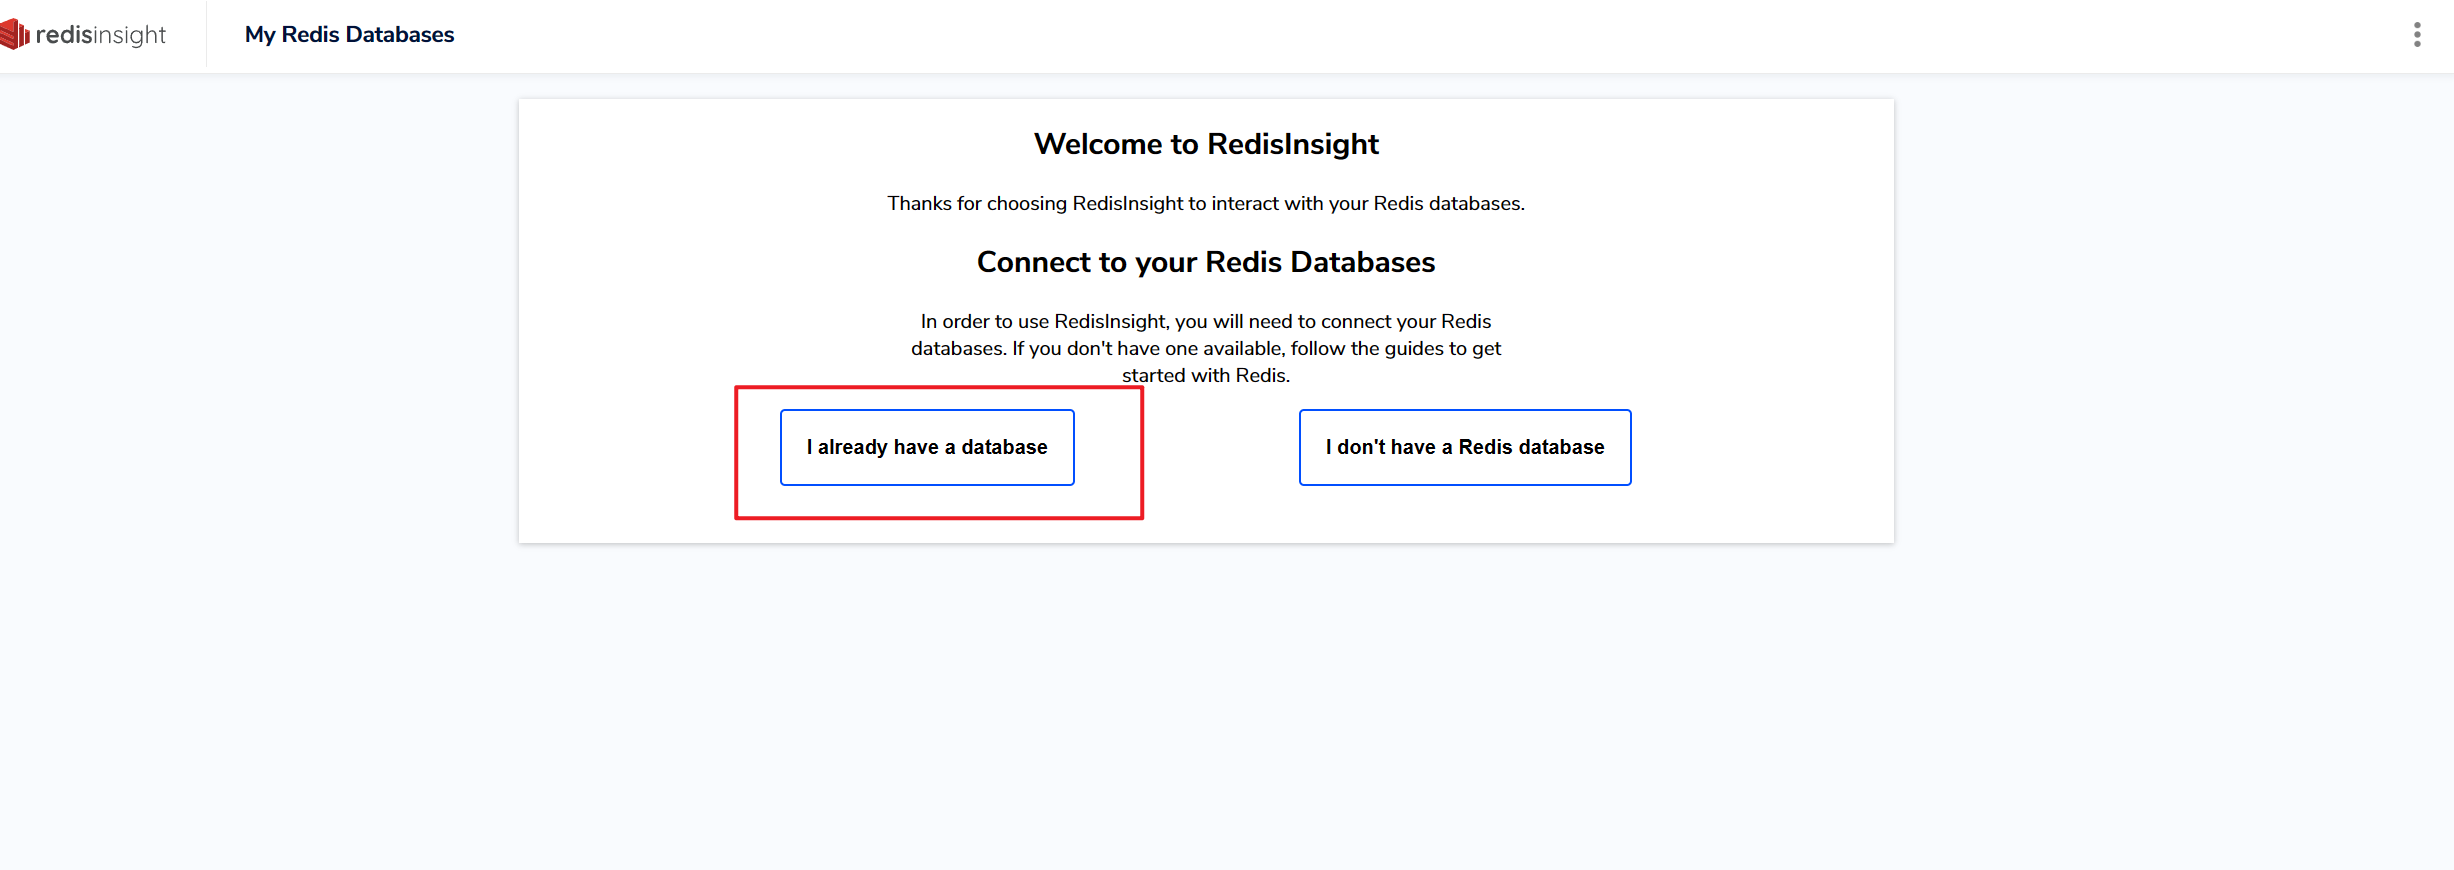 redisinsight
My Redis Databases
Welcome to RedisInsight
Thanks for choosing RedisInsight to interact with your Redis databases.
Connect to your Redis Databases
In order to use RedisInsight, you will need to connect your Redis
databases. If you don't have one available, follow the guides to get
started with Redis.
I already have a database
I don't have a Redis database